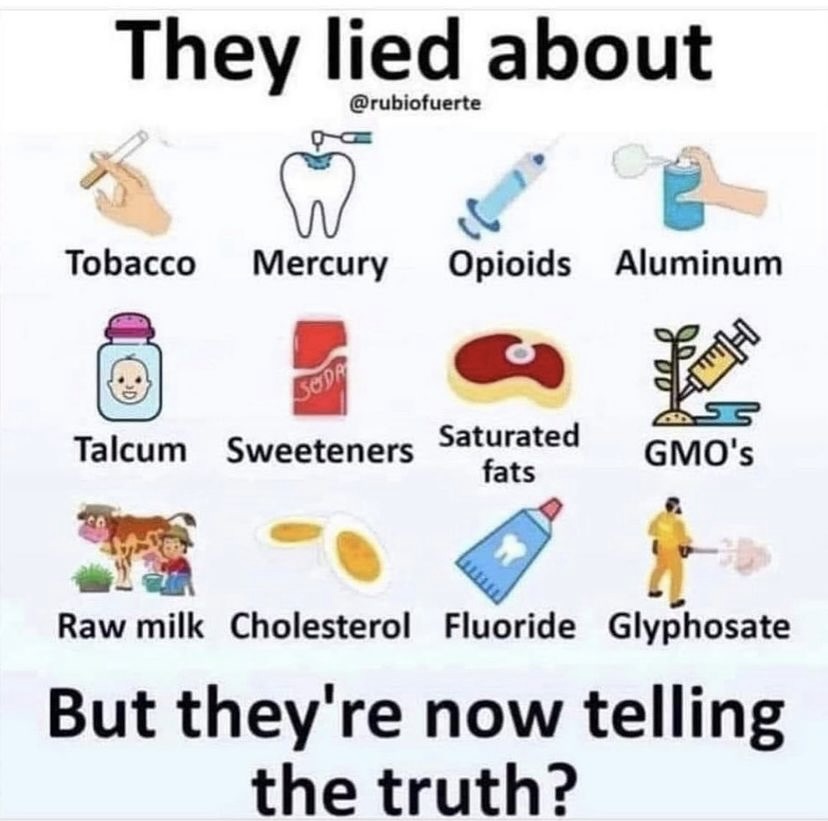 They lied about
@rubiofuerte
Tobacco Mercury Opioids Aluminum
SODA
Talcum Sweeteners Saturated fats GMO's
Raw milk Cholesterol Fluoride Glyphosate
But they're now telling
the truth?